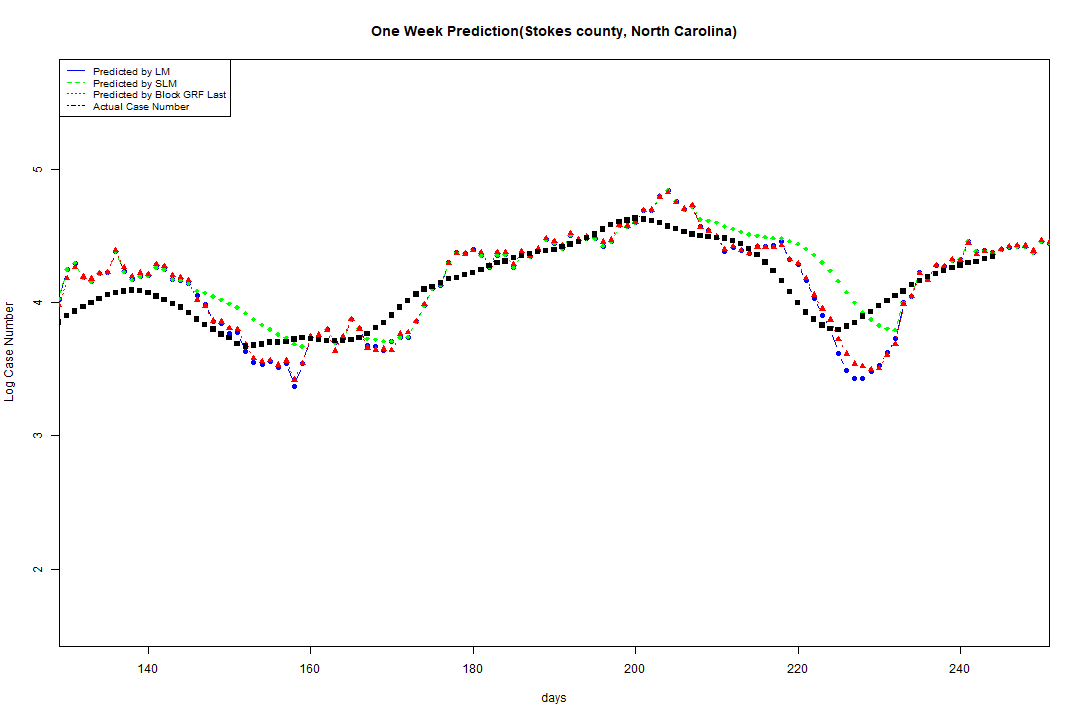 One Week Prediction(Stokes county, North Carolina)
Predicted by LM
Predicted by SLM
Predicted by Block GRF Last
Actual Case Number
5
4
3
2
Log Case Number
140 160 180 200 220 240
days